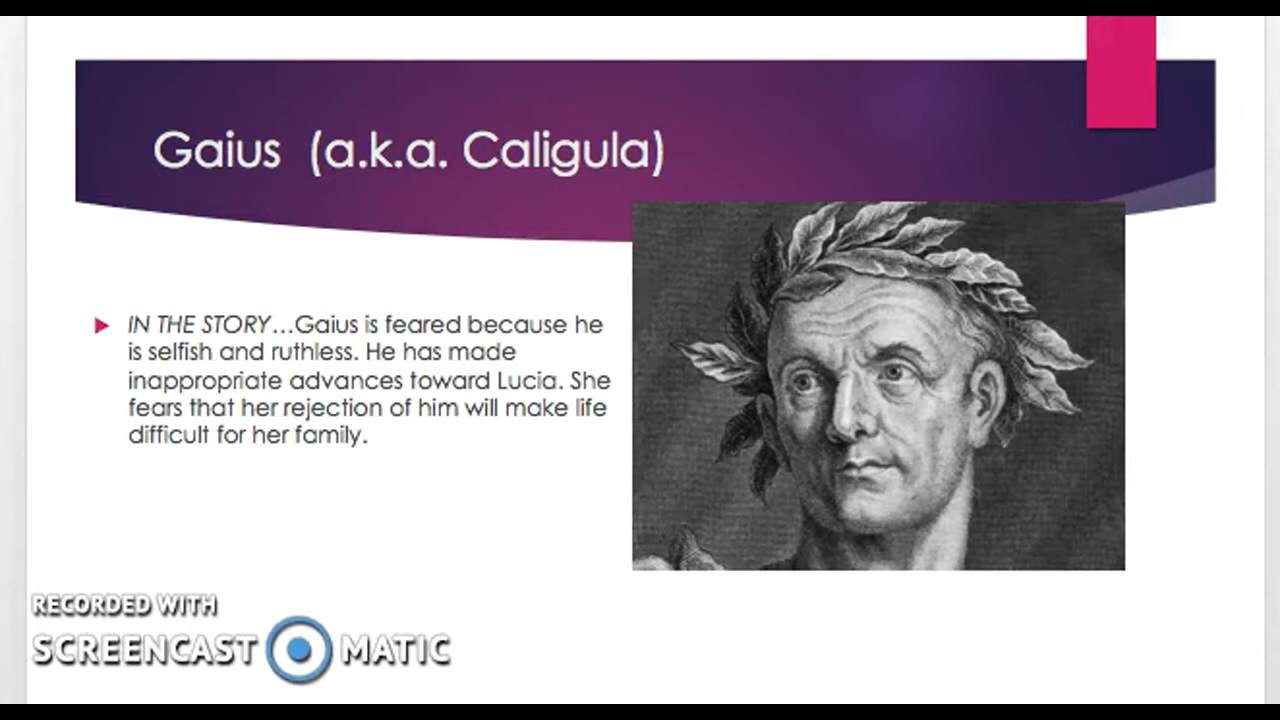 Gaius (a.k.a. Caligula)
IN THE STORY...Gaius is feared because he
is selfish and ruthless. He has made
inappropriate advances toward Lucia. She
fears that her rejection of him will make life
difficult for her family.
RECORDED WITH
SCREENCAST MATIC